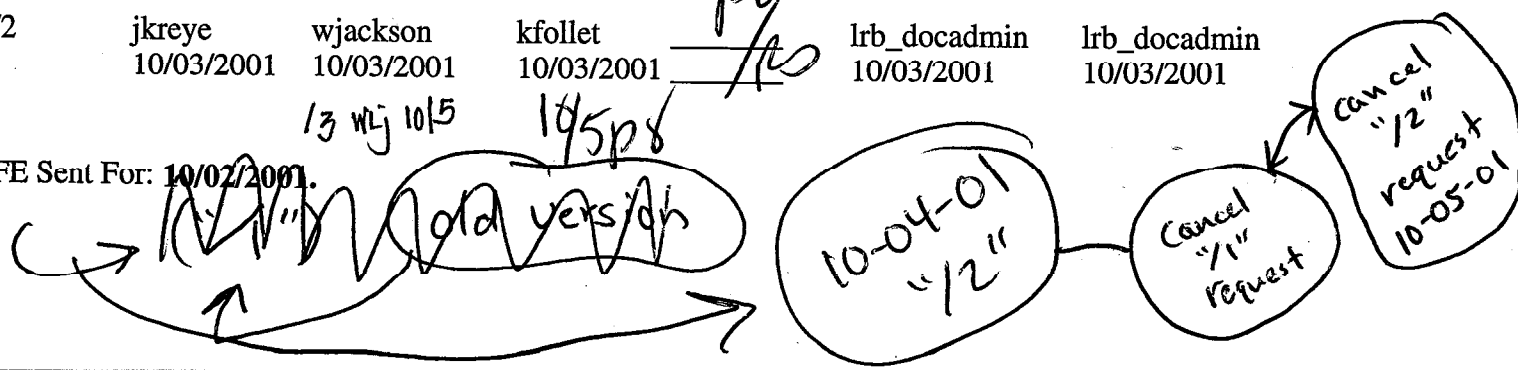 /2 jkreye wjackson kfollet lrb_docadmin lrb_docadmin
10/03/2001 10/03/2001 10/03/2001 10/03/2001 10/03/2001
/3 wlj 10/5
FE Sent For: 10/02/2001.
old version
10-04-01
"/2"
Cancel
"/1"
request
cancel
"/2"
request
10-05-01